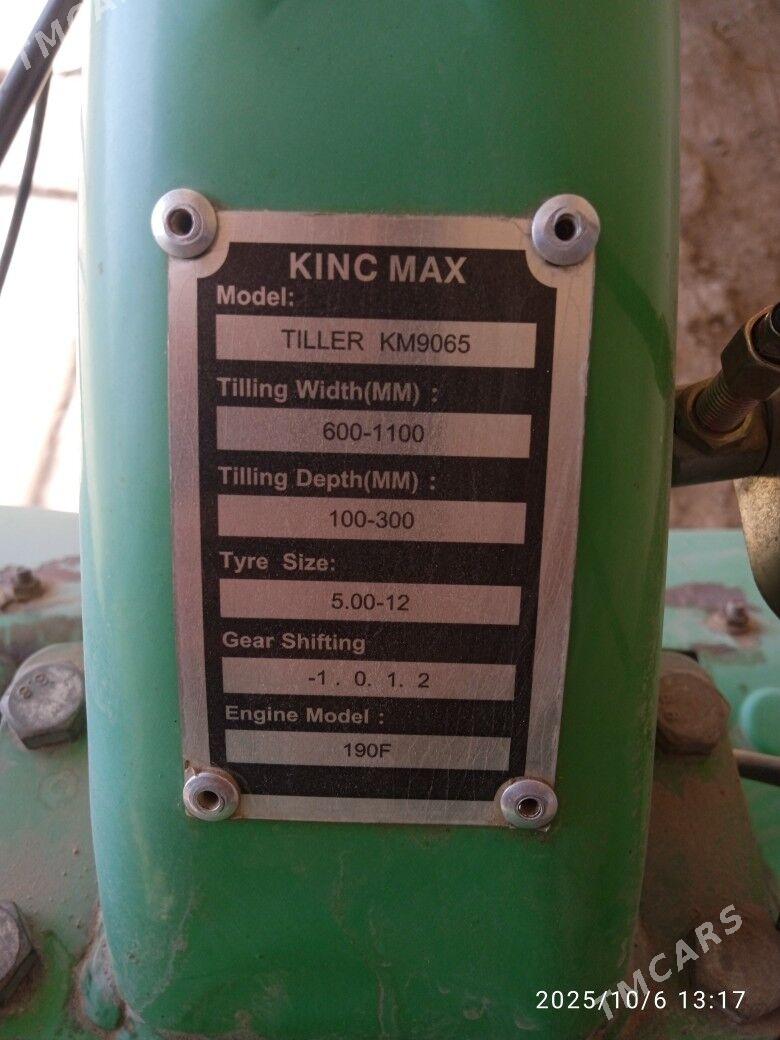 TMCARS
KINC MAX
Model:
TILLER KM9065
Tilling Width(MM) :
600-1100
Tilling Depth(MM) :
100-300
Tyre Size:
5.00-12
Gear Shifting
-1 . 0. 1. 2
Engine Model :
190F
TMCARS
2025/10/6 13:17